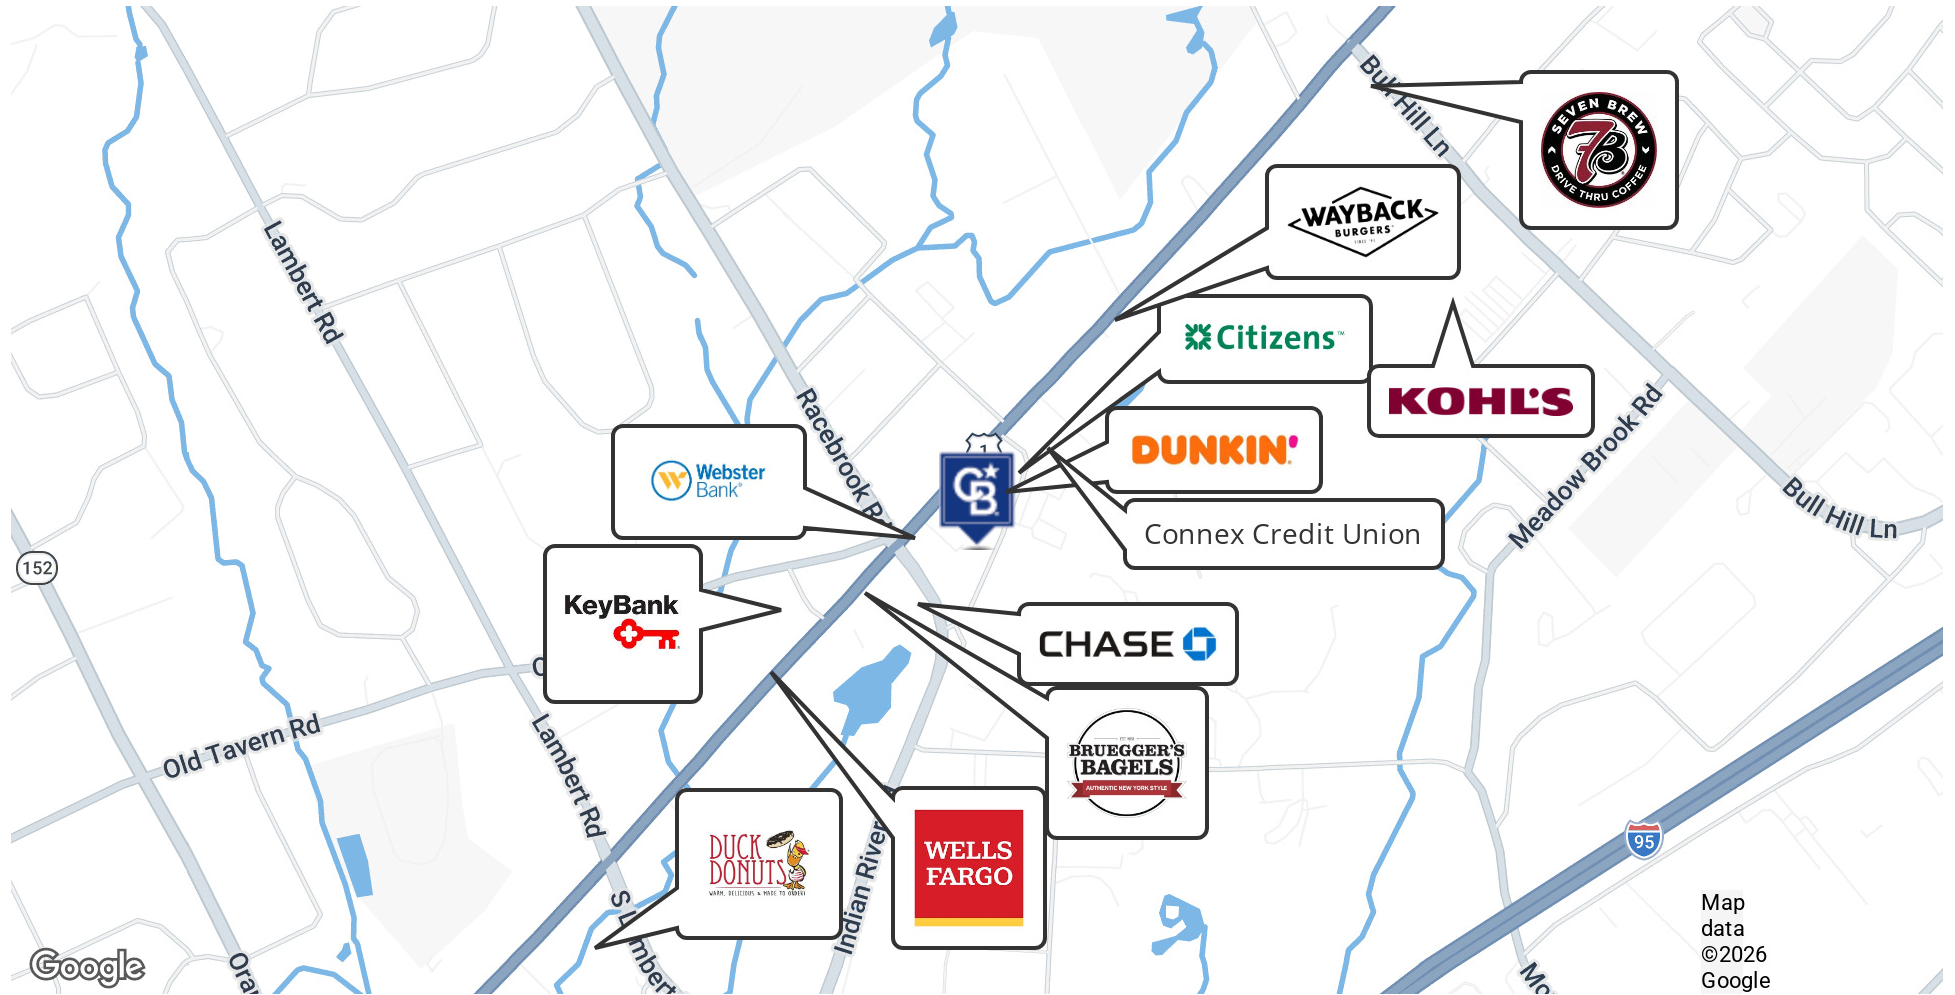 Bull Hill Ln
SEVEN BREW
7B
DRIVE THRU COFFEE
WAYBACK
BURGERS
Lambert Rd
Citizens™
KOHL'S
Racebrook Rd
Meadow Brook Rd
1
CB
DUNKIN'
Webster
Bank
Bull Hill Ln
Connex Credit Union
152
KeyBank
CHASE
Old Tavern Rd
Lambert Rd
BRUEGGER'S
BAGELS
AUTHENTIC NEW YORK STYLE
DUCK
DONUTS
WARM, DELICIOUS & MADE TO ORDER!
WELLS
FARGO
Indian River
95
S Lambert
Map
data
©2026
Google
Google